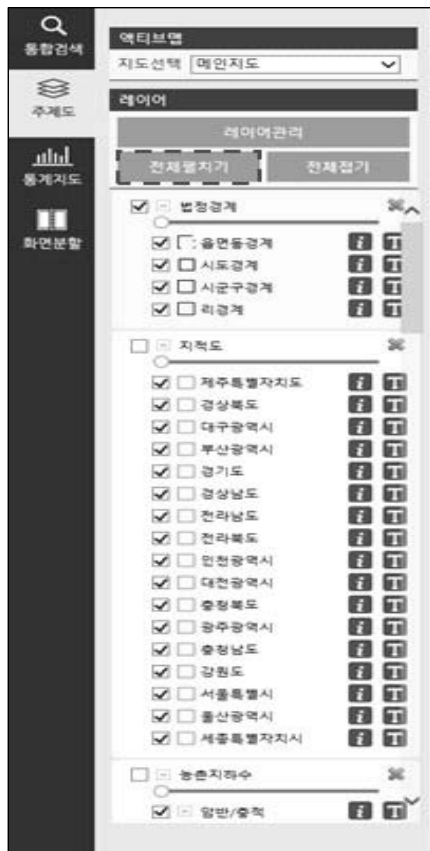 통합검색
주제도
통계지도
화면분할
액티브맵
지도선택 메인지도
레이어
레이어관리
전체펼치기 전체접기
법정경계
읍면동경계
시도경계
시군구경계
리경계
지적도
제주특별자치도
경상북도
대구광역시
부산광역시
경기도
경상남도
전라남도
전라북도
인천광역시
대전광역시
충청북도
광주광역시
충청남도
강원도
서울특별시
울산광역시
세종특별자치시
농촌지하수
암반/충적